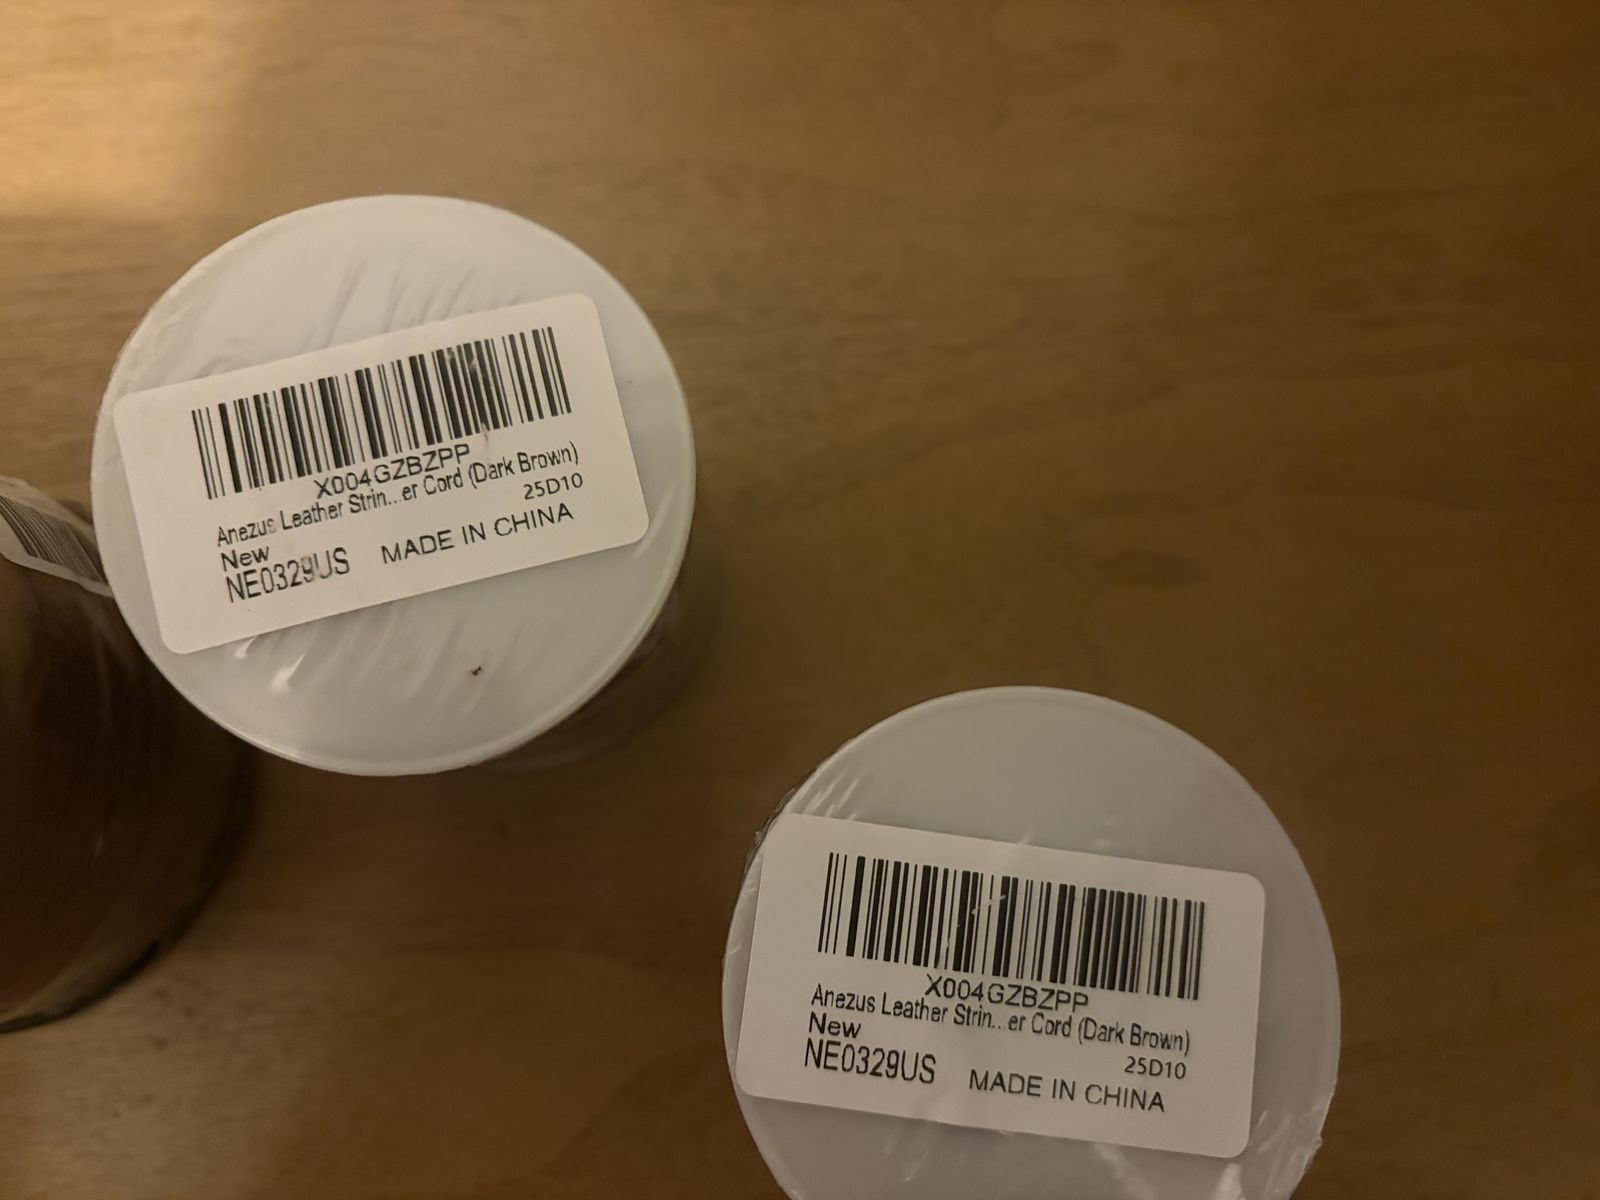 X004GZBZPP
Anezus Leather Strin...er Cord (Dark Brown)
New
25D10
NE0329US MADE IN CHINA
X004GZBZPP
Anezus Leather Strin...er Cord (Dark Brown)
New
25D10
NE0329US MADE IN CHINA